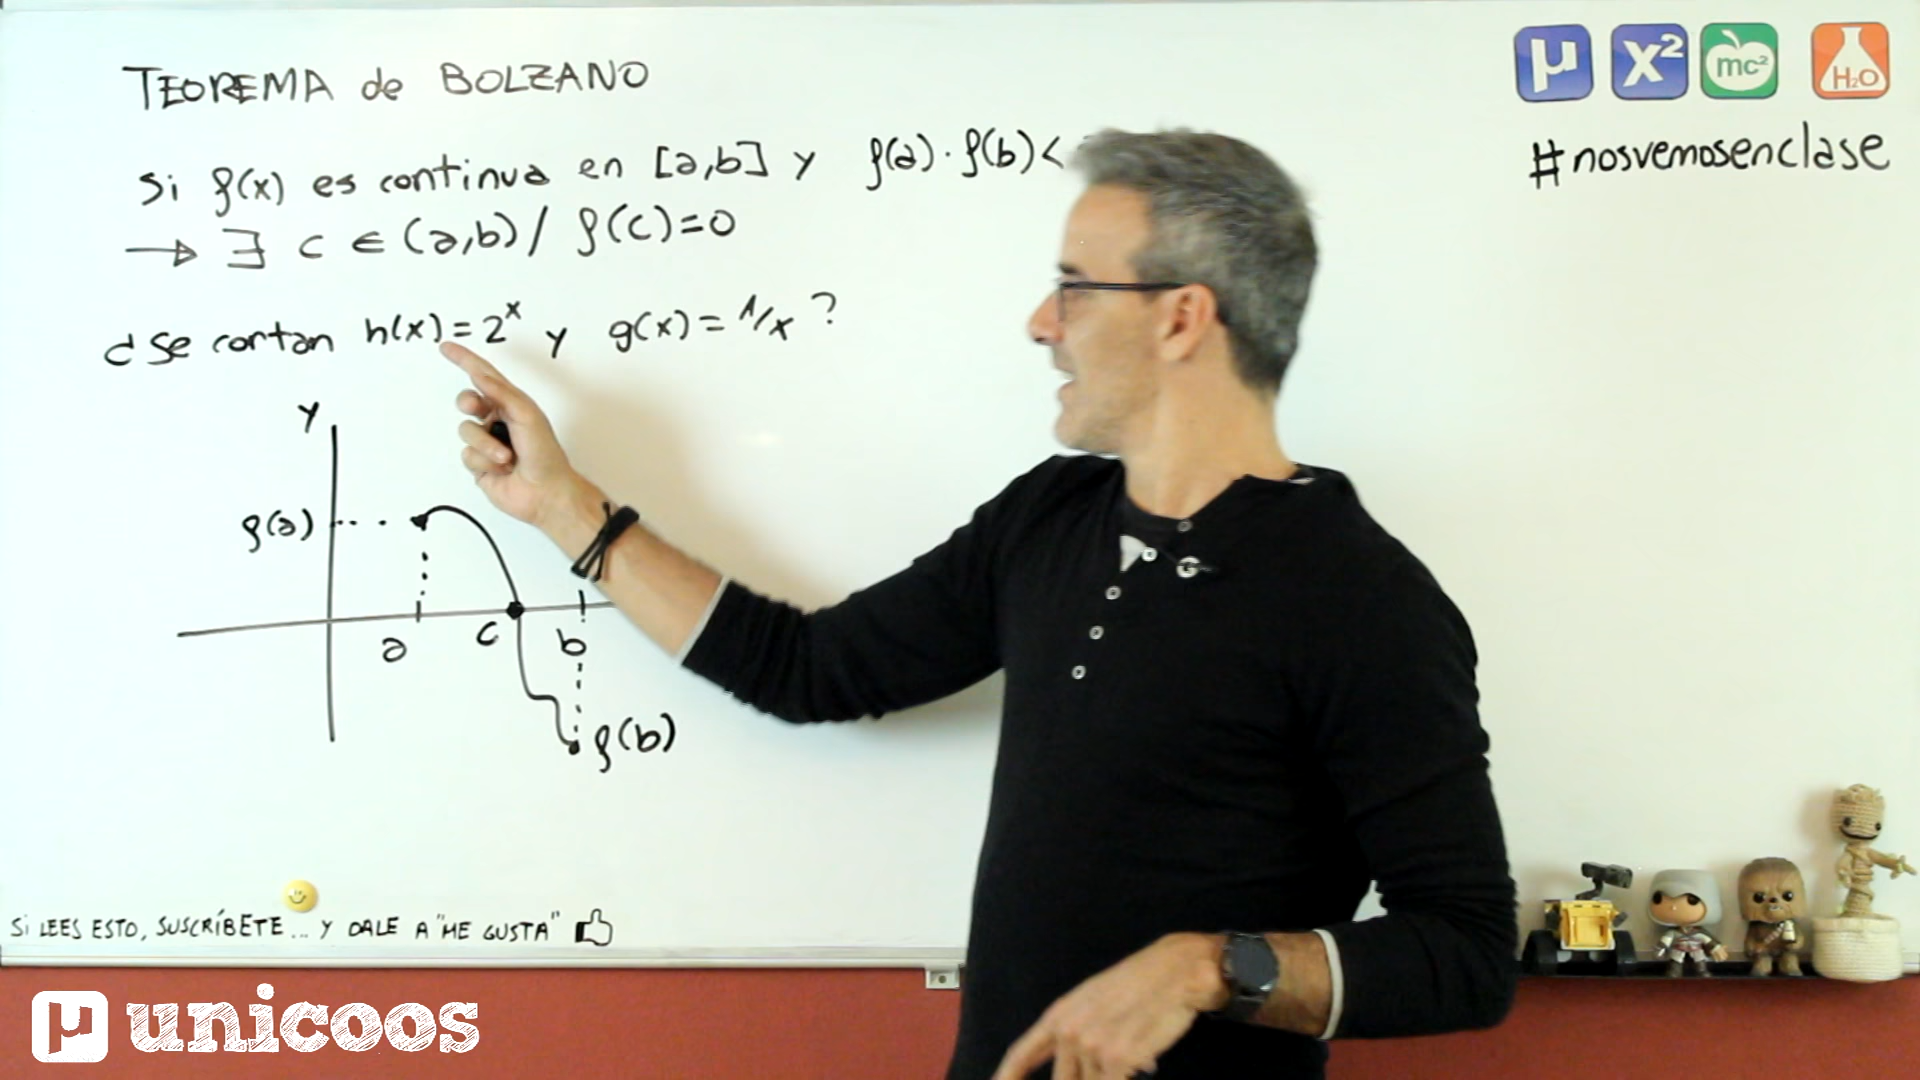 TEOREMA de BOLZANO
Si f(x) es continua en [a,b] y f(a)·f(b)<
→ ∃ c ∈ (a,b) / f(c)=0
¿Se cortan h(x)=2^x y g(x)=1/x ?
y
f(a)
a c b
f(b)
SI LEES ESTO, SUSCRÍBETE... Y DALE A "ME GUSTA"
µ unicoos
µ x² mc² H₂O
#nosvemosenclase